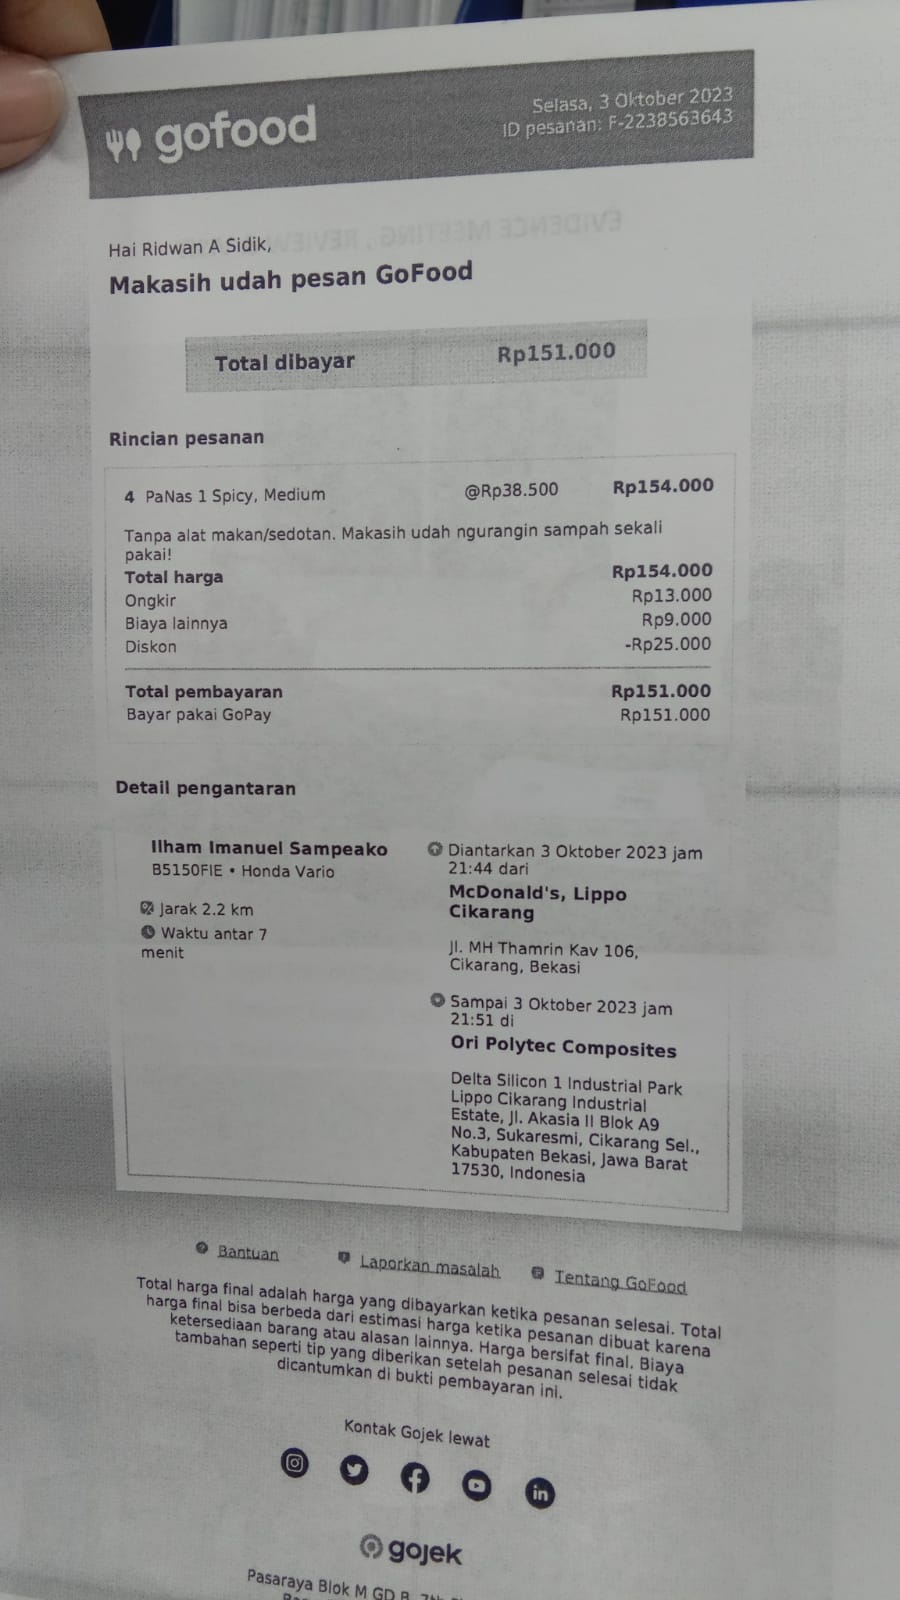 gofood
Selasa, 3 Oktober 2023
ID pesanan: F-2238563643
EVIDENCE MEETING, REVIEW
Hai Ridwan A Sidik,
Makasih udah pesan GoFood
Total dibayar Rp151.000
Rincian pesanan
4 PaNas 1 Spicy, Medium @Rp38.500 Rp154.000
Tanpa alat makan/sedotan. Makasih udah ngurangin sampah sekali
pakai!
Total harga Rp154.000
Ongkir Rp13.000
Biaya lainnya Rp9.000
Diskon -Rp25.000
Total pembayaran Rp151.000
Bayar pakai GoPay Rp151.000
Detail pengantaran
Ilham Imanuel Sampeako
B5150FIE • Honda Vario
Jarak 2.2 km
Waktu antar 7
menit
Diantarkan 3 Oktober 2023 jam
21:44 dari
McDonald's, Lippo
Cikarang
Jl. MH Thamrin Kav 106,
Cikarang, Bekasi
Sampai 3 Oktober 2023 jam
21:51 di
Ori Polytec Composites
Delta Silicon 1 Industrial Park
Lippo Cikarang Industrial
Estate, Jl. Akasia II Blok A9
No.3, Sukaresmi, Cikarang Sel.,
Kabupaten Bekasi, Jawa Barat
17530, Indonesia
Bantuan Laporkan masalah Tentang GoFood
Total harga final adalah harga yang dibayarkan ketika pesanan selesai. Total
harga final bisa berbeda dari estimasi harga ketika pesanan dibuat karena
ketersediaan barang atau alasan lainnya. Harga bersifat final. Biaya
tambahan seperti tip yang diberikan setelah pesanan selesai tidak
dicantumkan di bukti pembayaran ini.
Kontak Gojek lewat
gojek
Pasaraya Blok M GD B